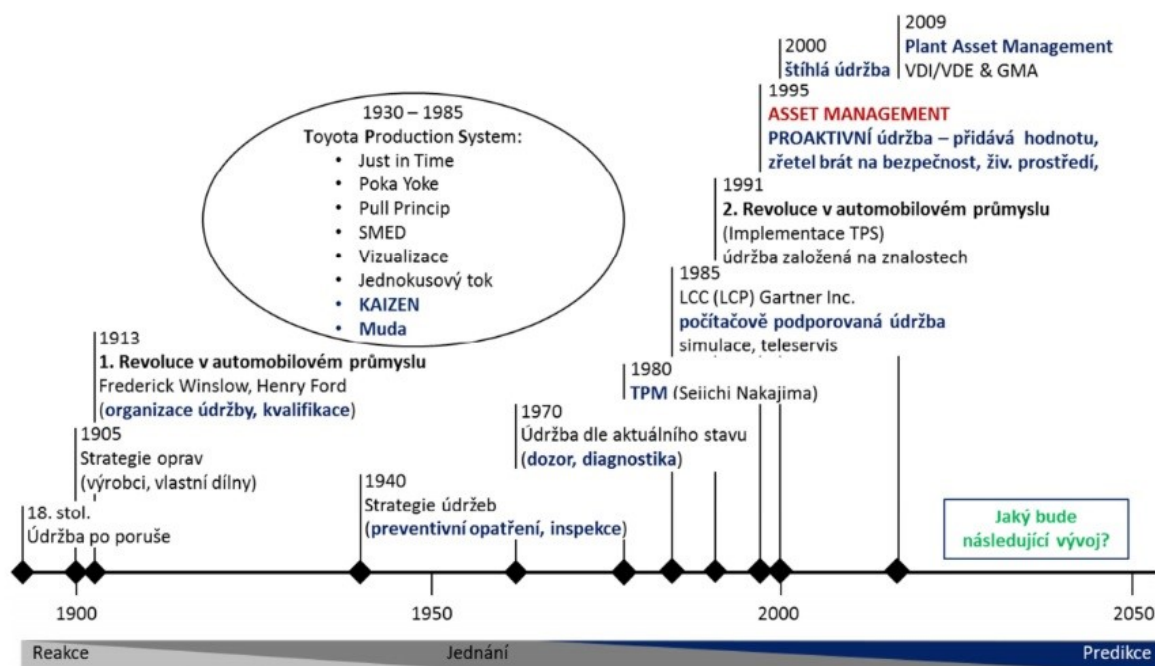 2009
Plant Asset Management
VDI/VDE & GMA
2000
štíhlá údržba
1995
ASSET MANAGEMENT
PROAKTIVNÍ údržba – přidává hodnotu,
zřetel brát na bezpečnost, živ. prostředí,
1930 – 1985
Toyota Production System:
• Just in Time
• Poka Yoke
• Pull Princip
• SMED
• Vizualizace
• Jednokusový tok
• KAIZEN
• Muda
1991
2. Revoluce v automobilovém průmyslu
(Implementace TPS)
údržba založená na znalostech
1985
LCC (LCP) Gartner Inc.
počítačově podporovaná údržba
simulace, teleservis
1913
1. Revoluce v automobilovém průmyslu
Frederick Winslow, Henry Ford
(organizace údržby, kvalifikace)
1980
TPM (Seiichi Nakajima)
1970
Údržba dle aktuálního stavu
(dozor, diagnostika)
1905
Strategie oprav
(výrobci, vlastní dílny)
1940
Strategie údržeb
(preventivní opatření, inspekce)
18. stol.
Údržba po poruše
Jaký bude
následující vývoj?
1900
1950
2000
2050
Reakce
Jednání
Predikce